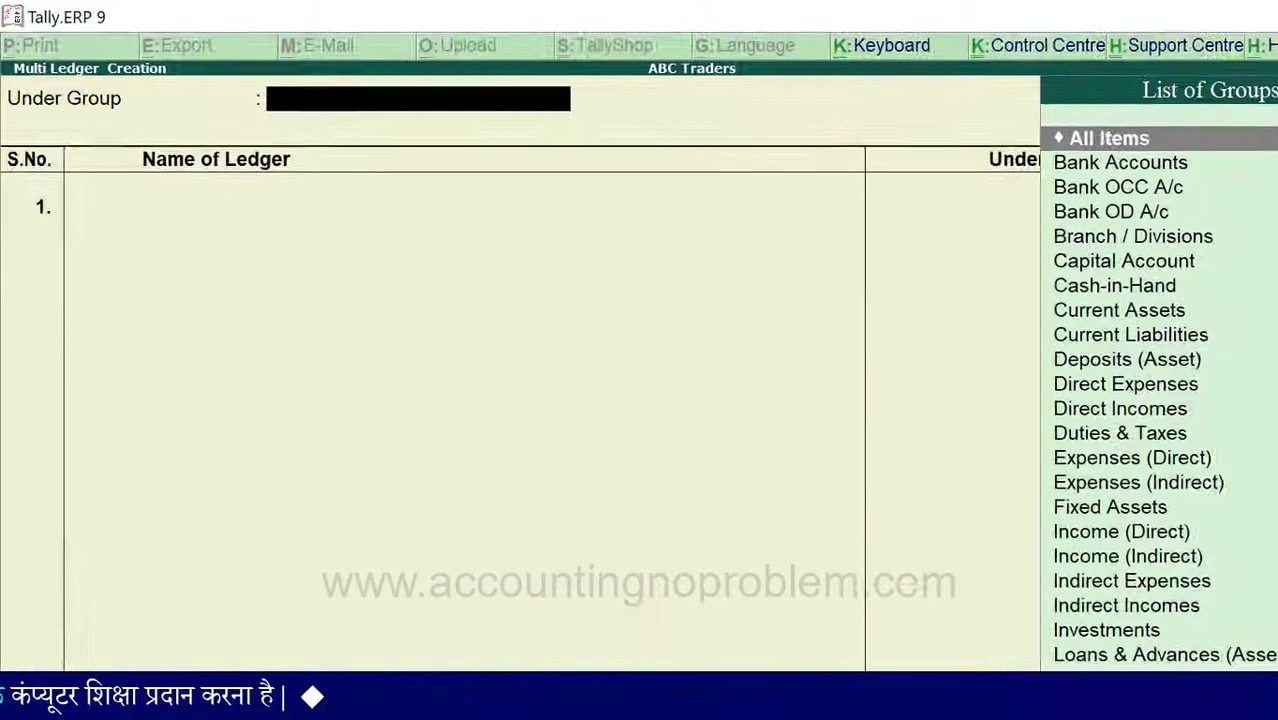 Tally.ERP 9
P: Print E: Export M: E-Mail O: Upload S: TallyShop G: Language K: Keyboard K: Control Centre H: Support Centre H:
Multi Ledger Creation ABC Traders
Under Group :
List of Groups
S.No. Name of Ledger Under
1.
♦ All Items
Bank Accounts
Bank OCC A/c
Bank OD A/c
Branch / Divisions
Capital Account
Cash-in-Hand
Current Assets
Current Liabilities
Deposits (Asset)
Direct Expenses
Direct Incomes
Duties & Taxes
Expenses (Direct)
Expenses (Indirect)
Fixed Assets
Income (Direct)
Income (Indirect)
Indirect Expenses
Indirect Incomes
Investments
Loans & Advances (Asse
www.accountingnoproblem.com
कंप्यूटर शिक्षा प्रदान करना है | ◆